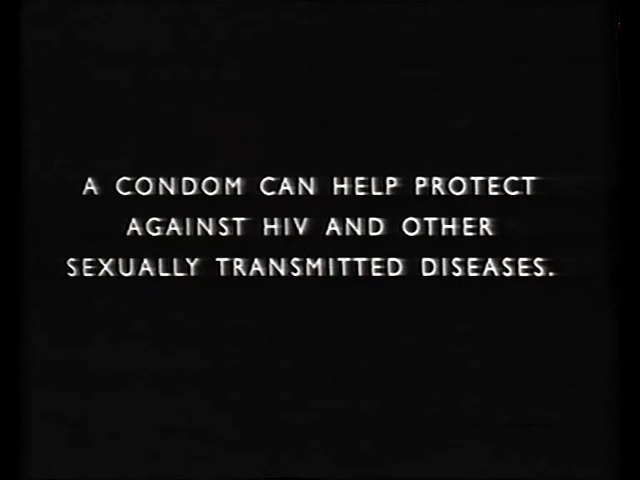 A CONDOM CAN HELP PROTECT
AGAINST HIV AND OTHER
SEXUALLY TRANSMITTED DISEASES.